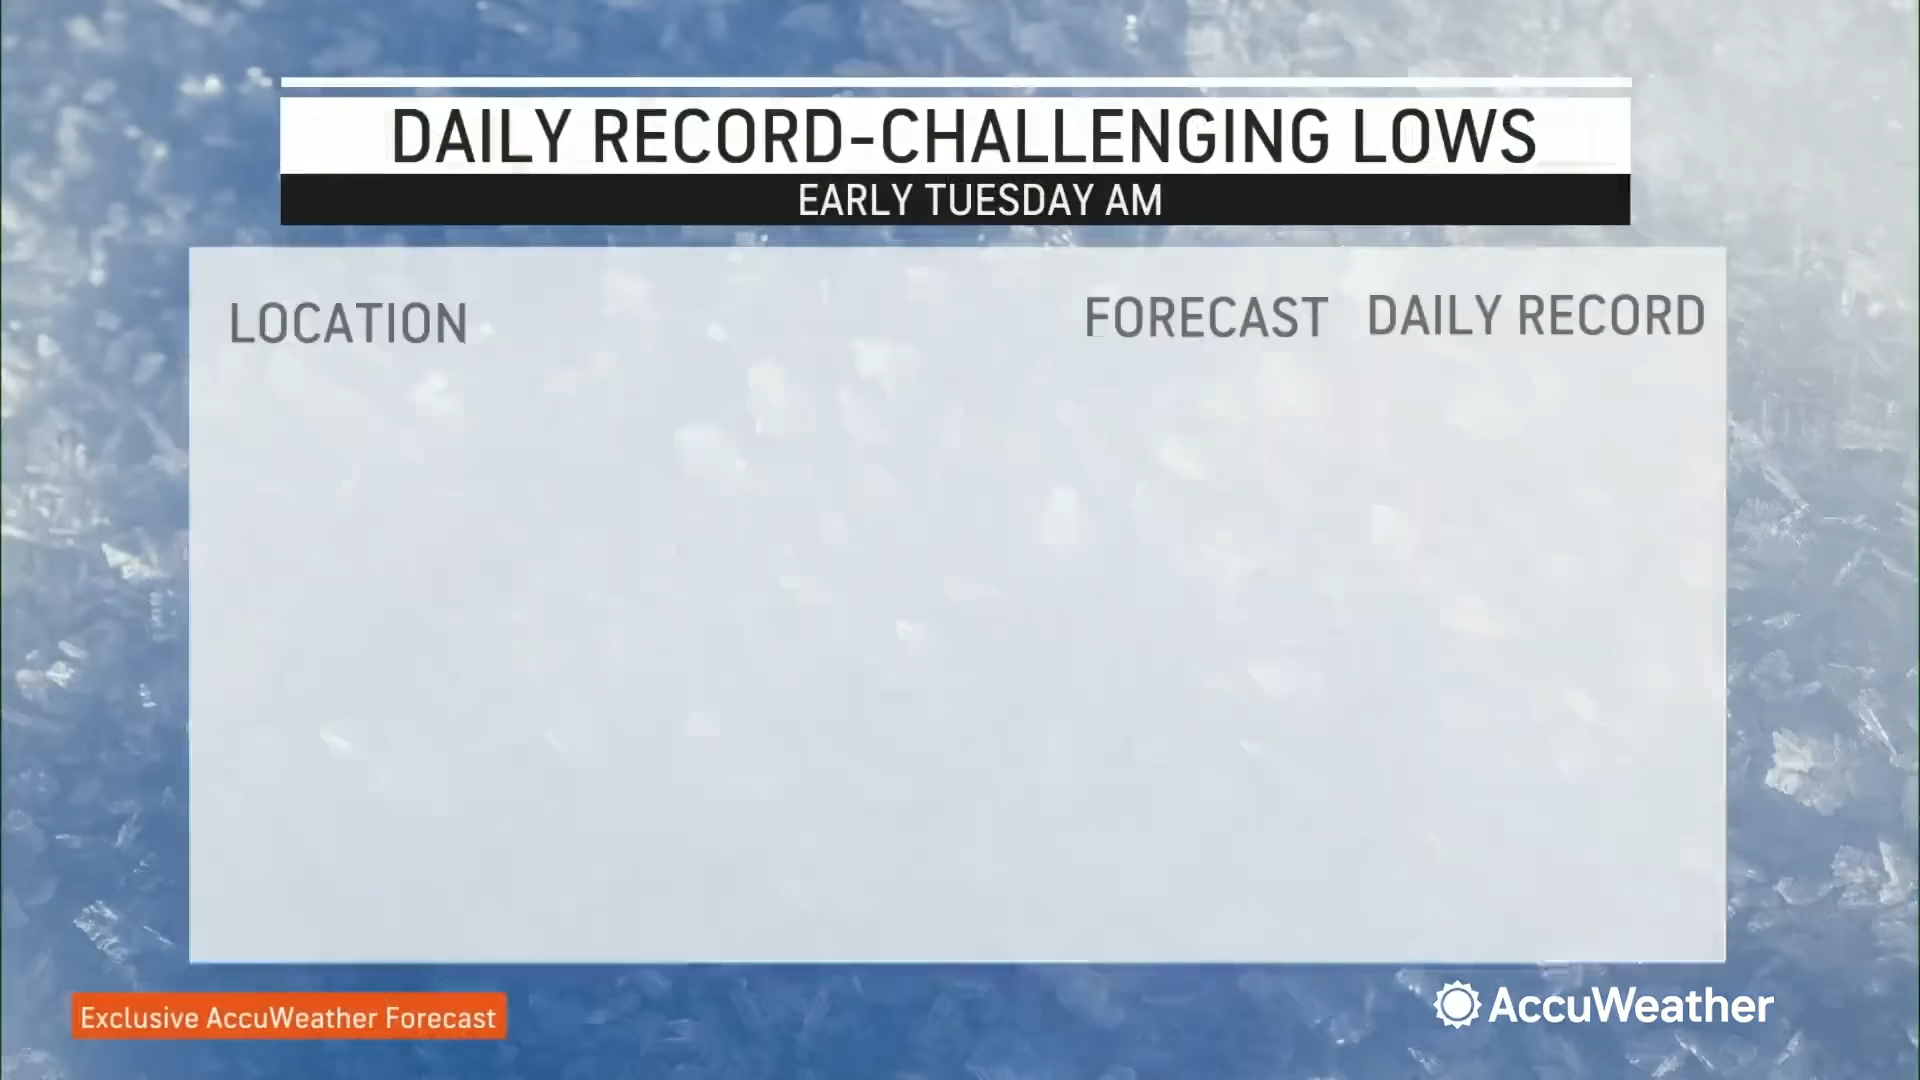 DAILY RECORD-CHALLENGING LOWS
EARLY TUESDAY AM
LOCATION FORECAST DAILY RECORD
Exclusive AccuWeather Forecast
AccuWeather